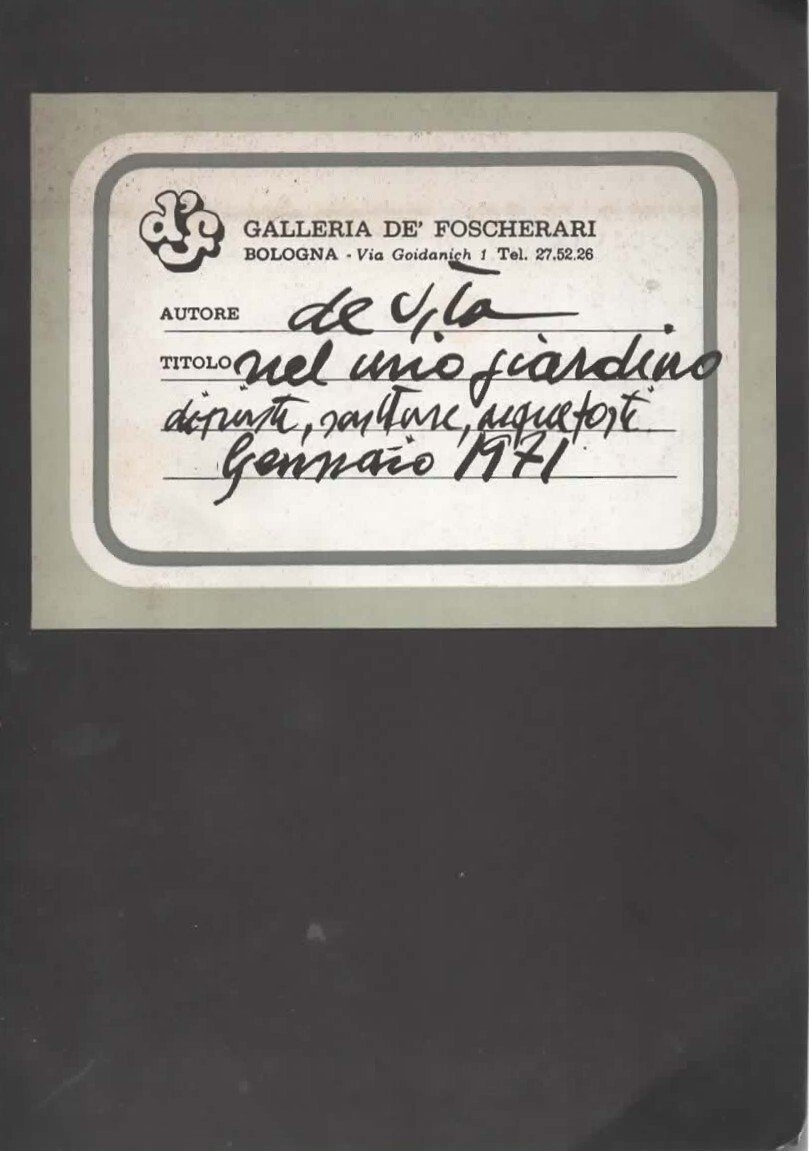 d'f
GALLERIA DE' FOSCHERARI
BOLOGNA - Via Goidanich 1 Tel. 27.52.26
AUTORE de Vita
TITOLO nel mio giardino
dipinti, sculture, acqueforti
Gennaio 1971